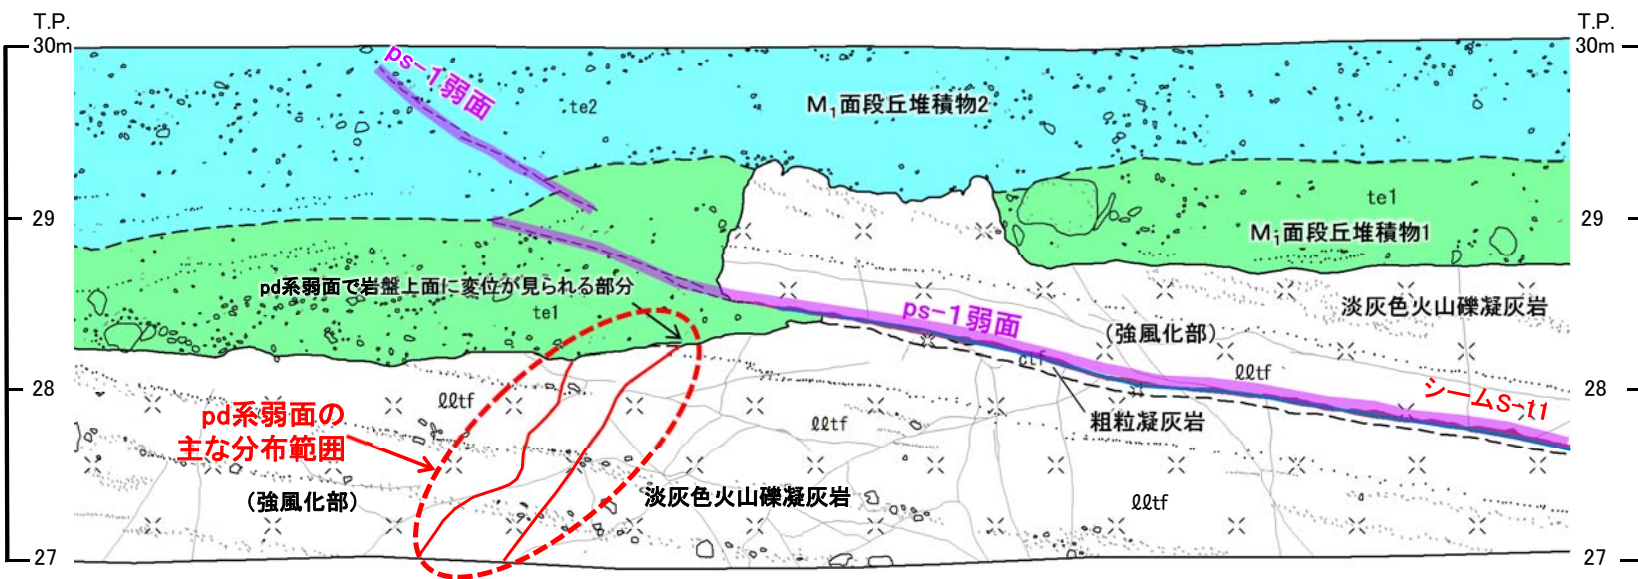 T.P.
T.P.
30m
30m
ps-1弱面
te2
M₁面段丘堆積物2
te1
29
29
M₁面段丘堆積物1
pd系弱面で岩盤上面に変位が見られる部分
te1
ps-1弱面
淡灰色火山礫凝灰岩
(強風化部)
ctf
28
28
ℓℓtf
ℓℓtf
シームS-11
pd系弱面の
主な分布範囲
ℓℓtf
粗粒凝灰岩
(強風化部)
淡灰色火山礫凝灰岩
ℓℓtf
27
27